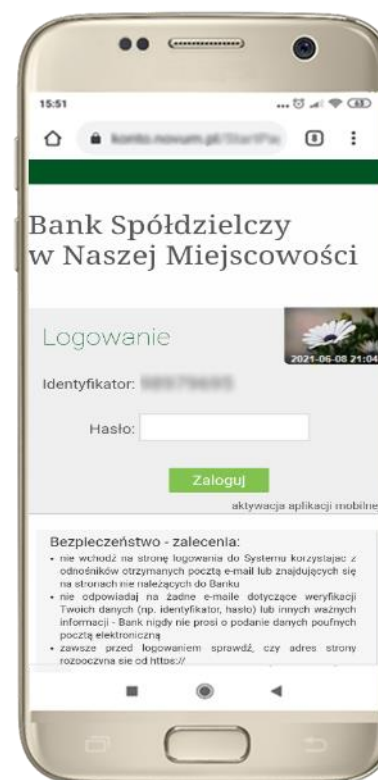 15:51
8
63
Bank Spółdzielczy
w Naszej Miejscowości
Logowanie
2021-06-08 21:04
Identyfikator:
Hasło:
Zaloguj
aktywacja aplikacji mobilne
Bezpieczeństwo - zalecenia:
• nie wchodź na stronę logowania do Systemu korzystając z
odnośników otrzymanych pocztą e-mail lub znajdujących się
na stronach nie należących do Banku
• nie odpowiadaj na żadne e-maile dotyczące weryfikacji
Twoich danych (np. identyfikator, hasło) lub innych ważnych
informacji - Bank nigdy nie prosi o podanie danych poufnych
pocztą elektroniczną
• zawsze przed logowaniem sprawdź, czy adres strony
rozpoczyna się od https://